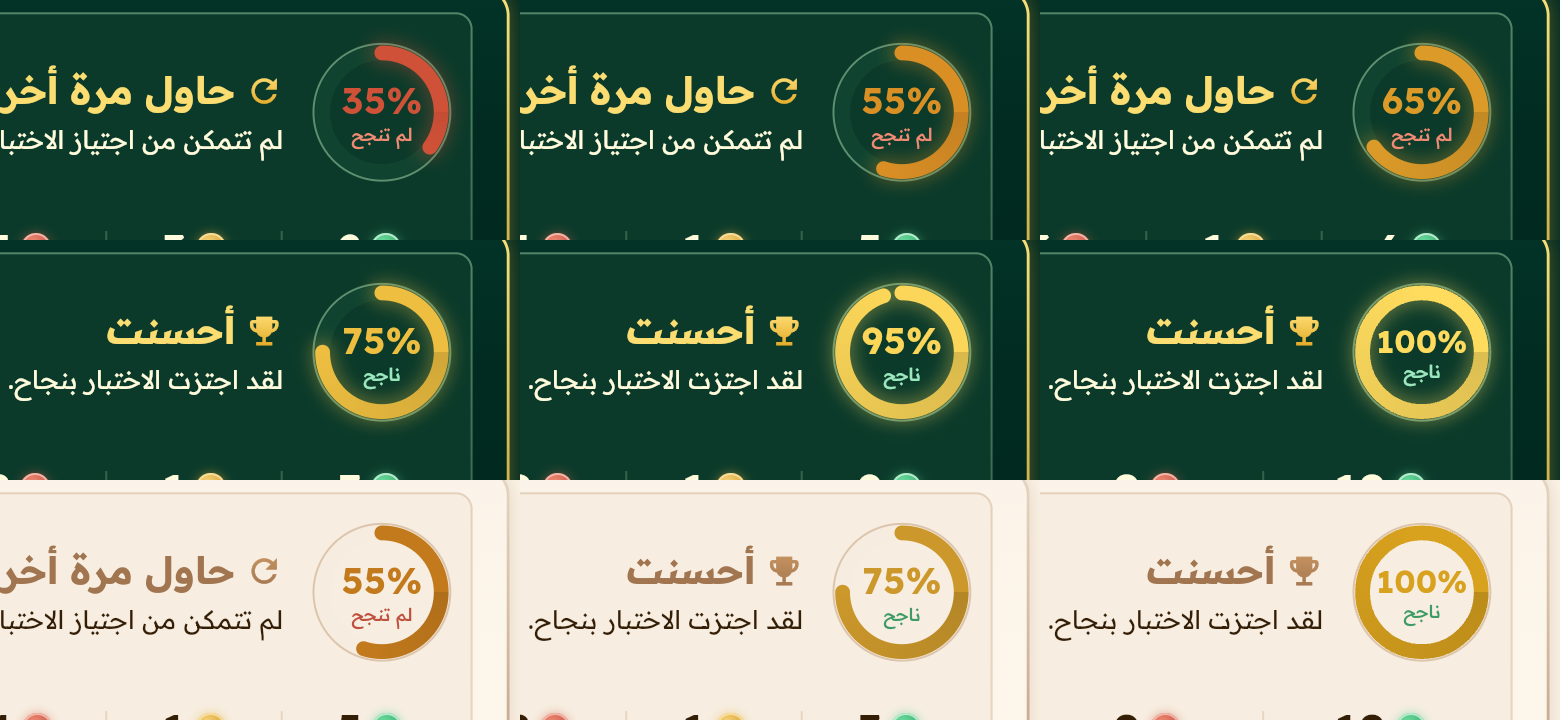 35%
لم تنجح
حاول مرة أخر
لم تتمكن من اجتياز الاختبا
55%
لم تنجح
حاول مرة أخر
لم تتمكن من اجتياز الاختبا
65%
لم تنجح
حاول مرة أخر
لم تتمكن من اجتياز الاختبا
75%
ناجح
أحسنت
لقد اجتزت الاختبار بنجاح.
95%
ناجح
أحسنت
لقد اجتزت الاختبار بنجاح.
100%
ناجح
أحسنت
لقد اجتزت الاختبار بنجاح.
55%
لم تنجح
حاول مرة أخر
لم تتمكن من اجتياز الاختبا
75%
ناجح
أحسنت
لقد اجتزت الاختبار بنجاح.
100%
ناجح
أحسنت
لقد اجتزت الاختبار بنجاح.